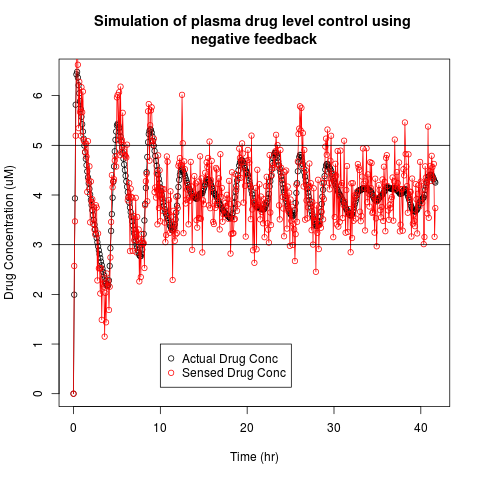 Simulation of plasma drug level control using
negative feedback
Drug Concentration (uM)
6
5
4
3
2
1
0
Actual Drug Conc
Sensed Drug Conc
0 10 20 30 40
Time (hr)